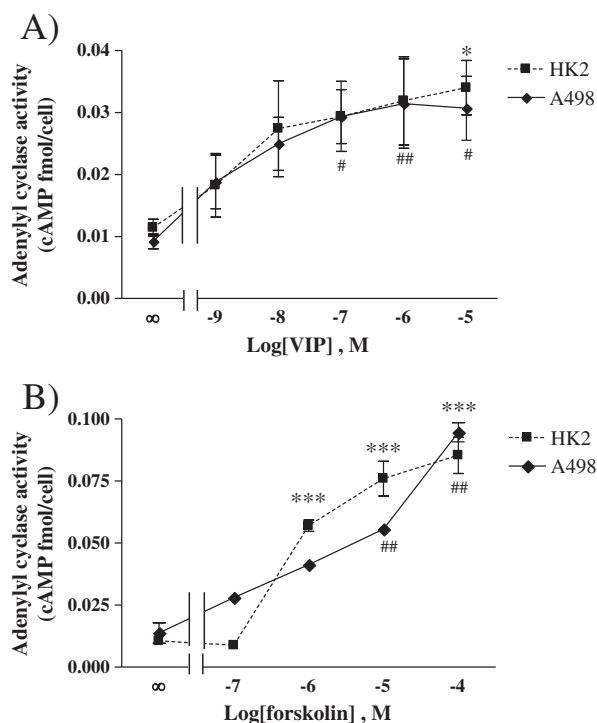 A)
0.04
0.03
0.02
0.01
0.00
Adenylyl cyclase activity
(cAMP fmol/cell)
*
# ## #
HK2
A498
∞ -9 -8 -7 -6 -5
Log[VIP] , M
B)
0.100
0.075
0.050
0.025
0.000
Adenylyl cyclase activity
(cAMP fmol/cell)
*** *** ***
## ##
HK2
A498
∞ -7 -6 -5 -4
Log[forskolin] , M